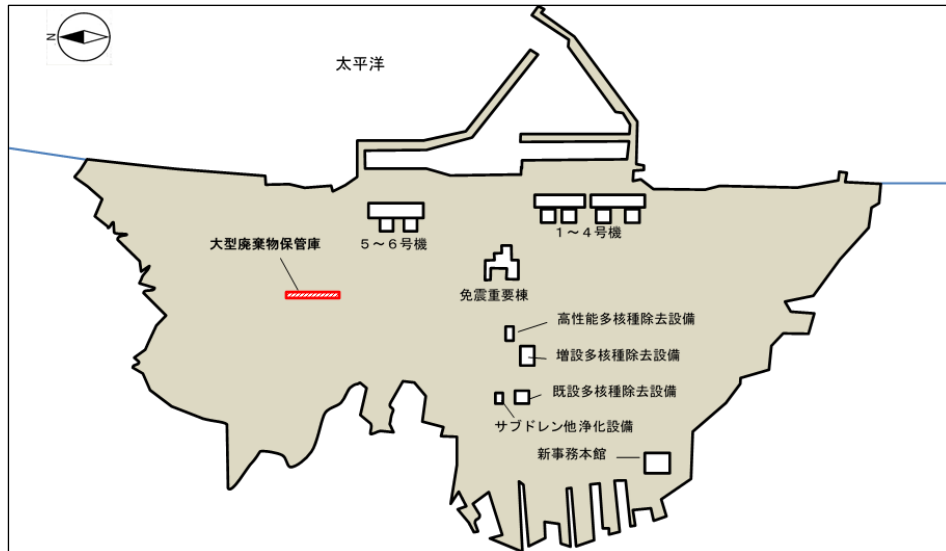 N
太平洋
大型廃棄物保管庫
５～６号機
１～４号機
免震重要棟
高性能多核種除去設備
増設多核種除去設備
既設多核種除去設備
サブドレン他浄化設備
新事務本館